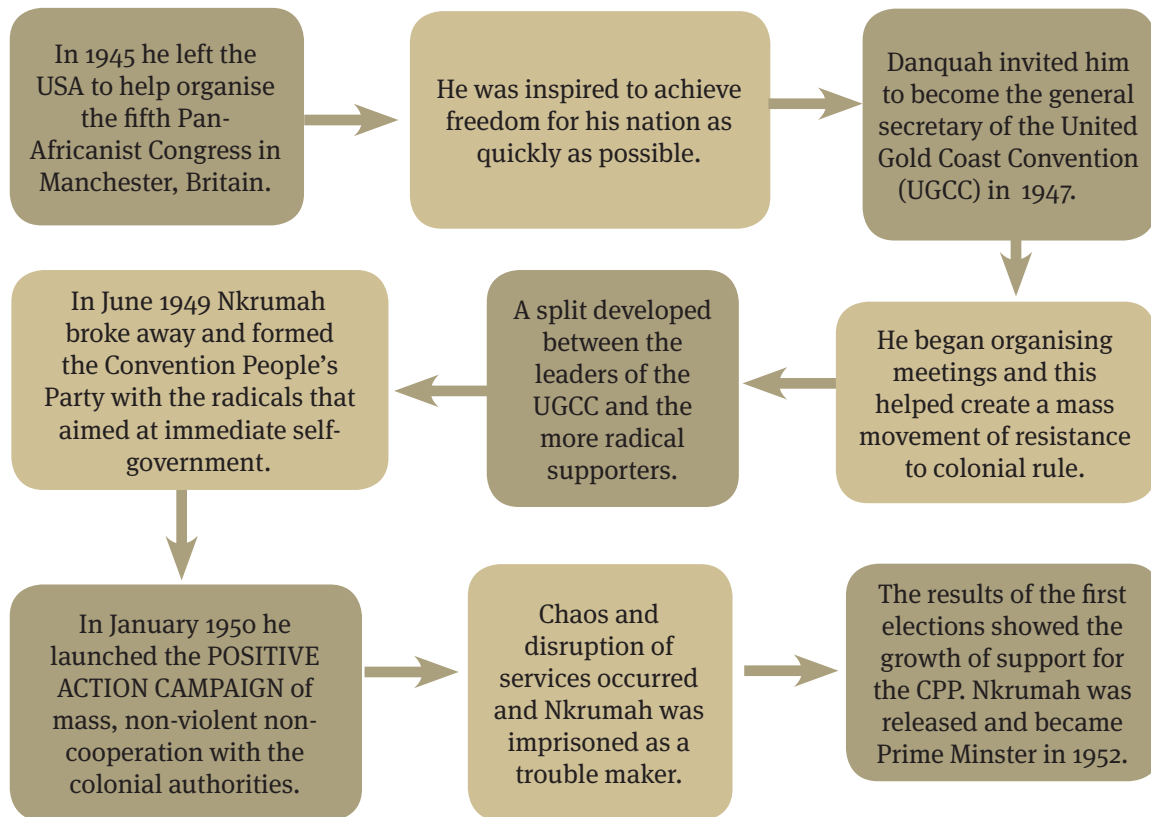 In 1945 he left the
USA to help organise
the fifth Pan-
Africanist Congress in
Manchester, Britain.
He was inspired to achieve
freedom for his nation as
quickly as possible.
Danquah invited him
to become the general
secretary of the United
Gold Coast Convention
(UGCC) in 1947.
He began organising
meetings and this
helped create a mass
movement of resistance
to colonial rule.
A split developed
between the
leaders of the
UGCC and the
more radical
supporters.
In June 1949 Nkrumah
broke away and formed
the Convention People's
Party with the radicals that
aimed at immediate self-
government.
In January 1950 he
launched the POSITIVE
ACTION CAMPAIGN of
mass, non-violent non-
cooperation with the
colonial authorities.
Chaos and
disruption of
services occurred
and Nkrumah was
imprisoned as a
trouble maker.
The results of the first
elections showed the
growth of support for
the CPP. Nkrumah was
released and became
Prime Minster in 1952.